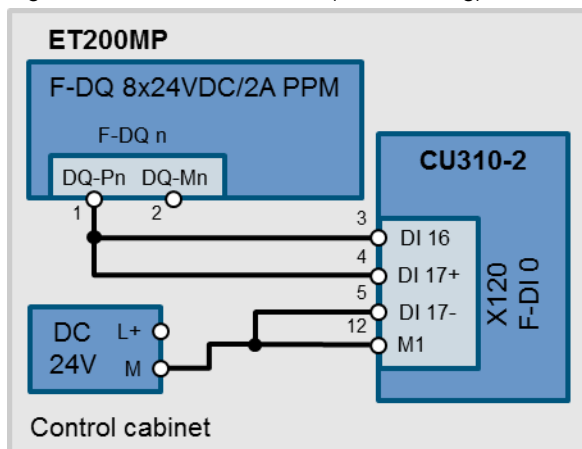 ET200MP
F-DQ 8x24VDC/2A PPM
F-DQ n
DQ-Pn DQ-Mn
1 2
CU310-2
3
DI 16
4
DI 17+
5
DI 17-
12
M1
X120
F-DI 0
DC
24V
L+
M
Control cabinet